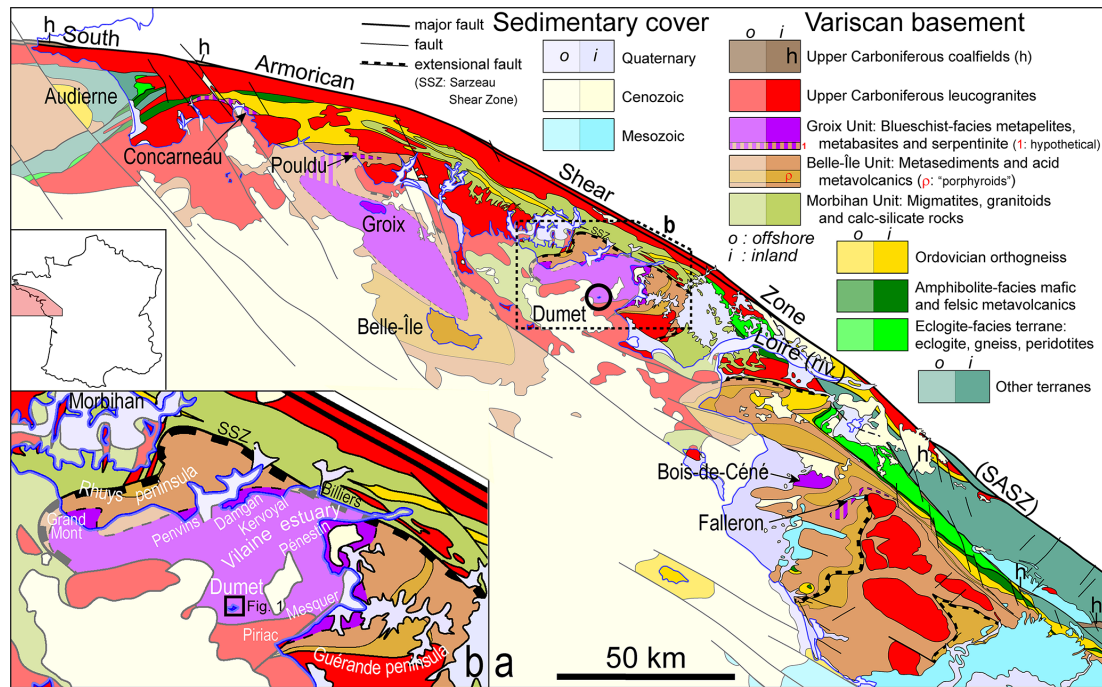 h
South
h
Armorican
Shear
Zone
(SASZ)
major fault
fault
extensional fault
(SSZ: Sarzeau
Shear Zone)
Sedimentary cover
o i
Quaternary
Cenozoic
Mesozoic
Variscan basement
o i
h
Upper Carboniferous coalfields (h)
Upper Carboniferous leucogranites
Groix Unit: Blueschist-facies metapelites,
metabasites and serpentinite (1: hypothetical)
1
Belle-Île Unit: Metasediments and acid
metavolcanics (ρ: “porphyroids”)
ρ
Morbihan Unit: Migmatites, granitoids
and calc-silicate rocks
o : offshore
i : inland
o i
Ordovician orthogneiss
Amphibolite-facies mafic
and felsic metavolcanics
Eclogite-facies terrane:
eclogite, gneiss, peridotites
o i
Other terranes
Audierne
Concarneau
Pouldu
Groix
Belle-Île
SSZ
b
Dumet
Loire (riv.)
Bois-de-Céné
Falleron
h
h
h
Morbihan
SSZ
Rhuys peninsula
Billiers
Grand
Mont
Penvins
Damgan
Kervoyal
Vilaine estuary
Pénestin
Dumet
Fig. 1
Mesquer
Piriac
Guérande peninsula
b
a
50 km